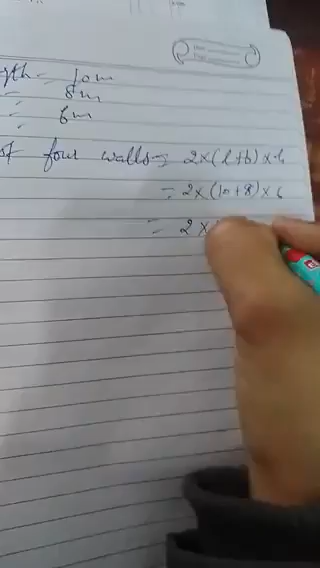 gth = 10m
= 8m
: 6m
of four walls = 2×(l+b)×h
= 2×(10+8)×6
= 2×